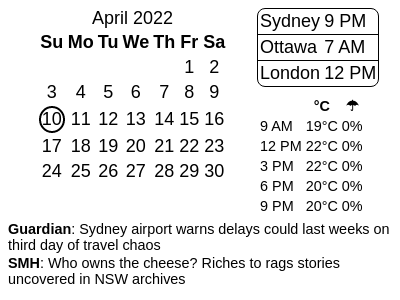 April 2022
Su Mo Tu We Th Fr Sa
1 2
3 4 5 6 7 8 9
10 11 12 13 14 15 16
17 18 19 20 21 22 23
24 25 26 27 28 29 30
Sydney 9 PM
Ottawa 7 AM
London 12 PM
°C ☂
9 AM 19°C 0%
12 PM 22°C 0%
3 PM 22°C 0%
6 PM 20°C 0%
9 PM 20°C 0%
Guardian: Sydney airport warns delays could last weeks on
third day of travel chaos
SMH: Who owns the cheese? Riches to rags stories
uncovered in NSW archives